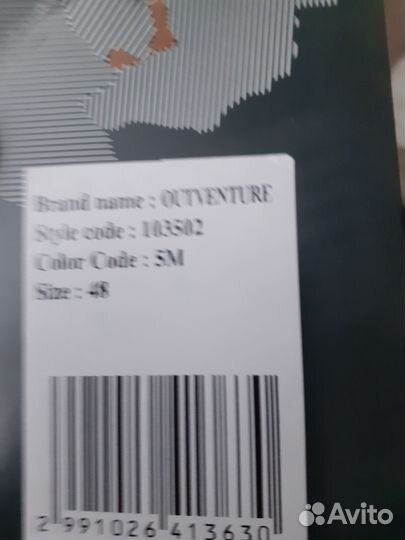 Brand name : OUTVENTURE
Style code : 103502
Color Code : 5M
Size : 48
2 991026 413630
Avito